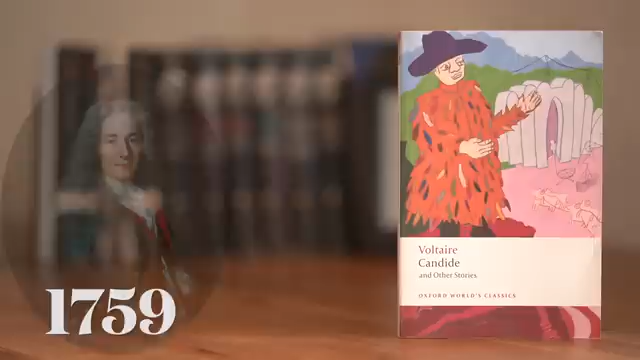 1759
Voltaire
Candide
and Other Stories
OXFORD WORLD'S CLASSICS